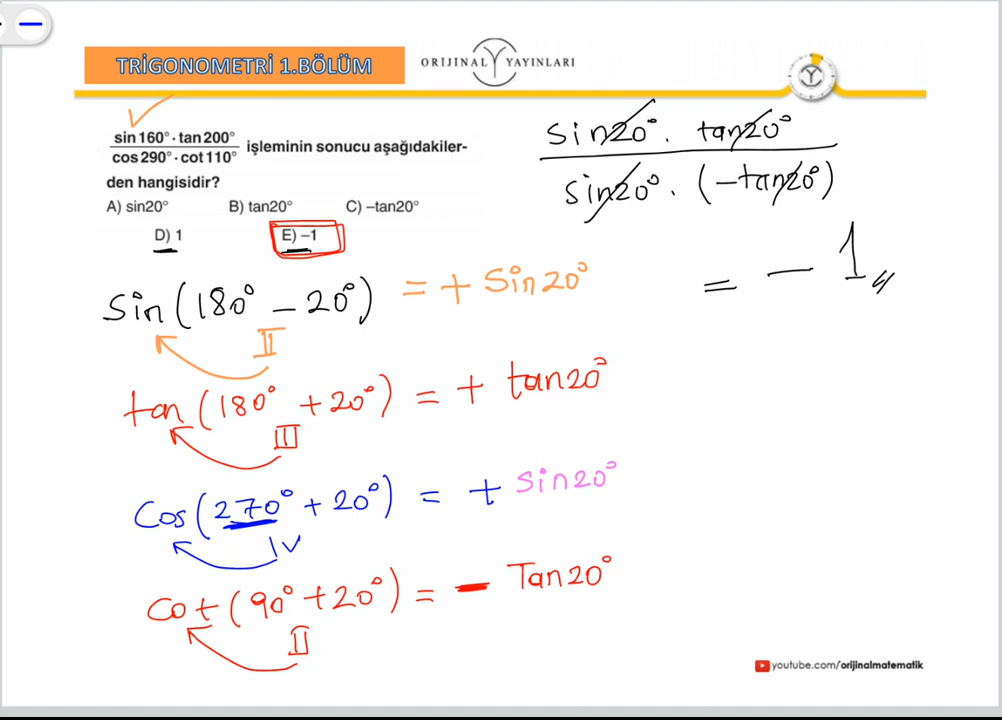 TRİGONOMETRİ 1.BÖLÜM
ORİJİNAL YAYINLARI
sin160° · tan200°
cos290° · cot110°
işleminin sonucu aşağıdakiler-
den hangisidir?
A) sin20° B) tan20° C) –tan20°
D) 1 E) –1
sin20° . tan20°
sin20° . (–tan20°)
= – 1
Sin(180° – 20°) = + Sin20°
II
tan(180° + 20°) = + tan20°
III
Cos(270° + 20°) = + sin20°
IV
Cot(90° + 20°) = – Tan20°
II
youtube.com/orijinalmatematik